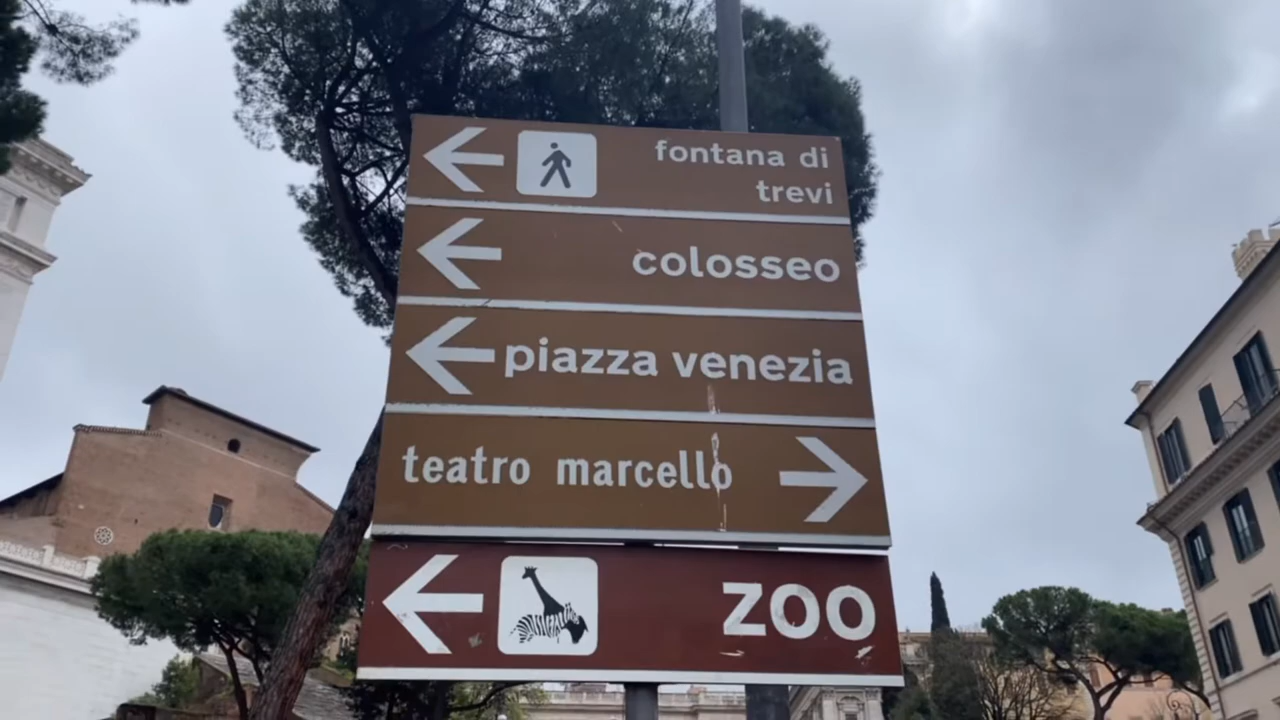 fontana di
trevi
colosseo
piazza venezia
teatro marcello
ZOO